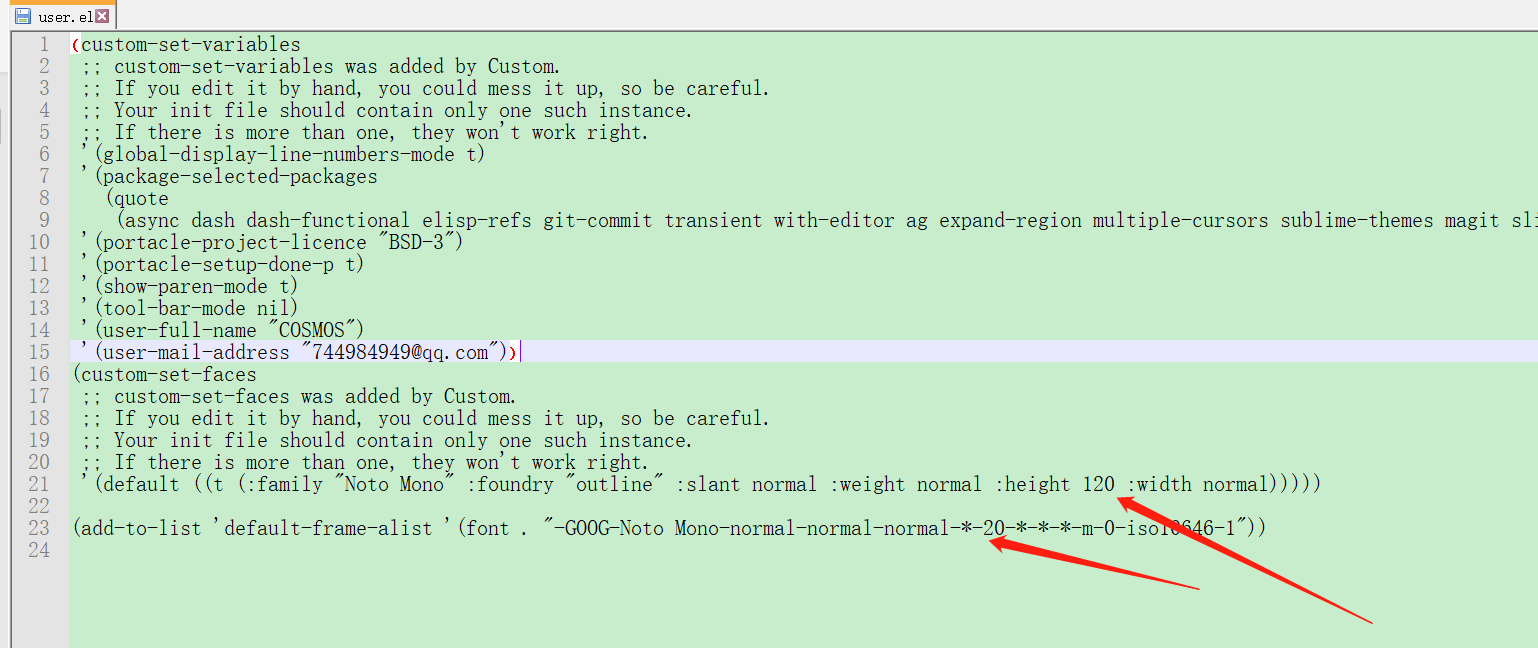 user.el
1 (custom-set-variables
2 ;; custom-set-variables was added by Custom.
3 ;; If you edit it by hand, you could mess it up, so be careful.
4 ;; Your init file should contain only one such instance.
5 ;; If there is more than one, they won't work right.
6 '(global-display-line-numbers-mode t)
7 '(package-selected-packages
8 (quote
9 (async dash dash-functional elisp-refs git-commit transient with-editor ag expand-region multiple-cursors sublime-themes magit sli
10 '(portacle-project-licence "BSD-3")
11 '(portacle-setup-done-p t)
12 '(show-paren-mode t)
13 '(tool-bar-mode nil)
14 '(user-full-name "COSMOS")
15 '(user-mail-address "744984949@qq.com"))
16 (custom-set-faces
17 ;; custom-set-faces was added by Custom.
18 ;; If you edit it by hand, you could mess it up, so be careful.
19 ;; Your init file should contain only one such instance.
20 ;; If there is more than one, they won't work right.
21 '(default ((t (:family "Noto Mono" :foundry "outline" :slant normal :weight normal :height 120 :width normal)))))
22
23 (add-to-list 'default-frame-alist '(font . "-GOOG-Noto Mono-normal-normal-normal-*-20-*-*-*-m-0-iso10646-1"))
24